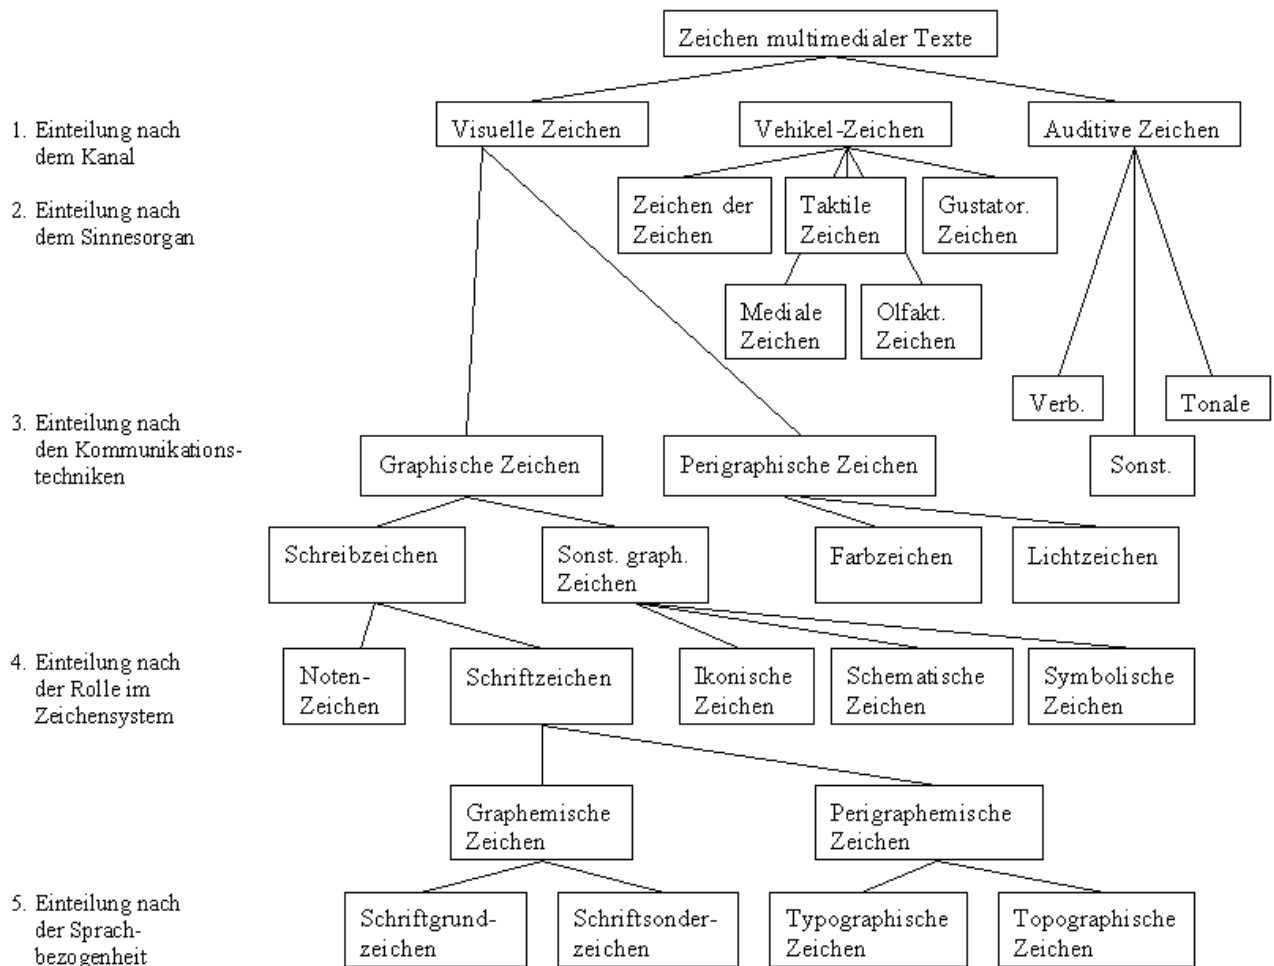 Zeichen multimedialer Texte
1. Einteilung nach
dem Kanal
Visuelle Zeichen
Vehikel-Zeichen
Auditive Zeichen
2. Einteilung nach
dem Sinnesorgan
Zeichen der
Zeichen
Taktile
Zeichen
Gustator.
Zeichen
Mediale
Zeichen
Olfakt.
Zeichen
Verb.
Tonale
Sonst.
3. Einteilung nach
den Kommunikations-
techniken
Graphische Zeichen
Perigraphische Zeichen
Schreibzeichen
Sonst. graph.
Zeichen
Farbzeichen
Lichtzeichen
4. Einteilung nach
der Rolle im
Zeichensystem
Noten-
Zeichen
Schriftzeichen
Ikonische
Zeichen
Schematische
Zeichen
Symbolische
Zeichen
Graphemische
Zeichen
Perigraphemische
Zeichen
5. Einteilung nach
der Sprach-
bezogenheit
Schriftgrund-
zeichen
Schriftsonder-
zeichen
Typographische
Zeichen
Topographische
Zeichen